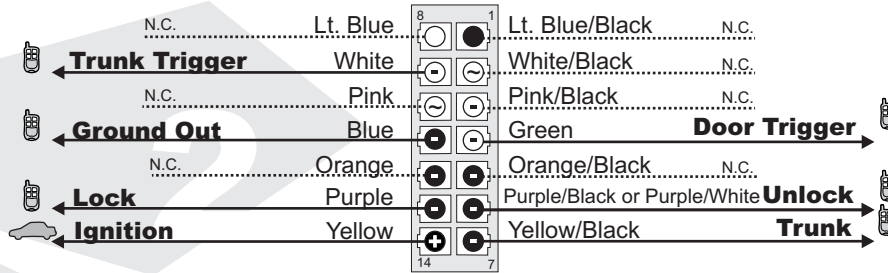 N.C. Lt. Blue 8 1 Lt. Blue/Black N.C.
Trunk Trigger White White/Black N.C.
N.C. Pink Pink/Black N.C.
Ground Out Blue Green Door Trigger
N.C. Orange Orange/Black N.C.
Lock Purple Purple/Black or Purple/White Unlock
Ignition Yellow Yellow/Black Trunk
14 7